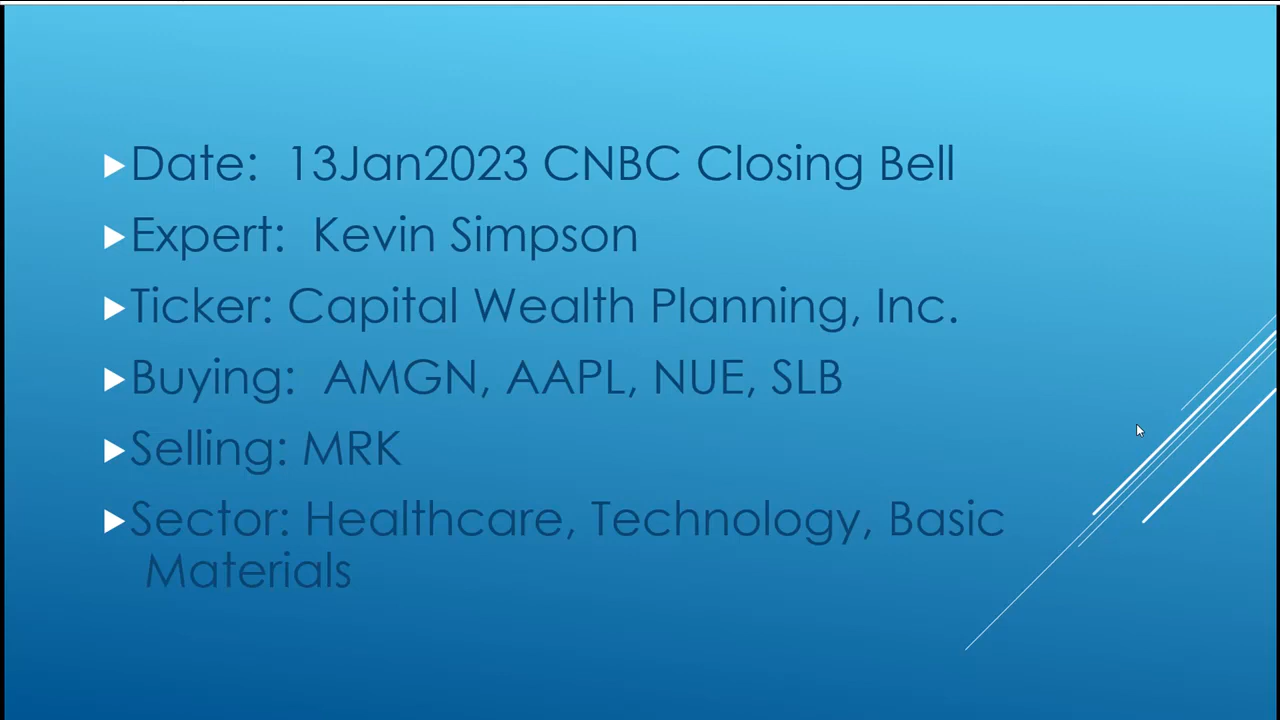 Date: 13Jan2023 CNBC Closing Bell
Expert: Kevin Simpson
Ticker: Capital Wealth Planning, Inc.
Buying: AMGN, AAPL, NUE, SLB
Selling: MRK
Sector: Healthcare, Technology, Basic
Materials